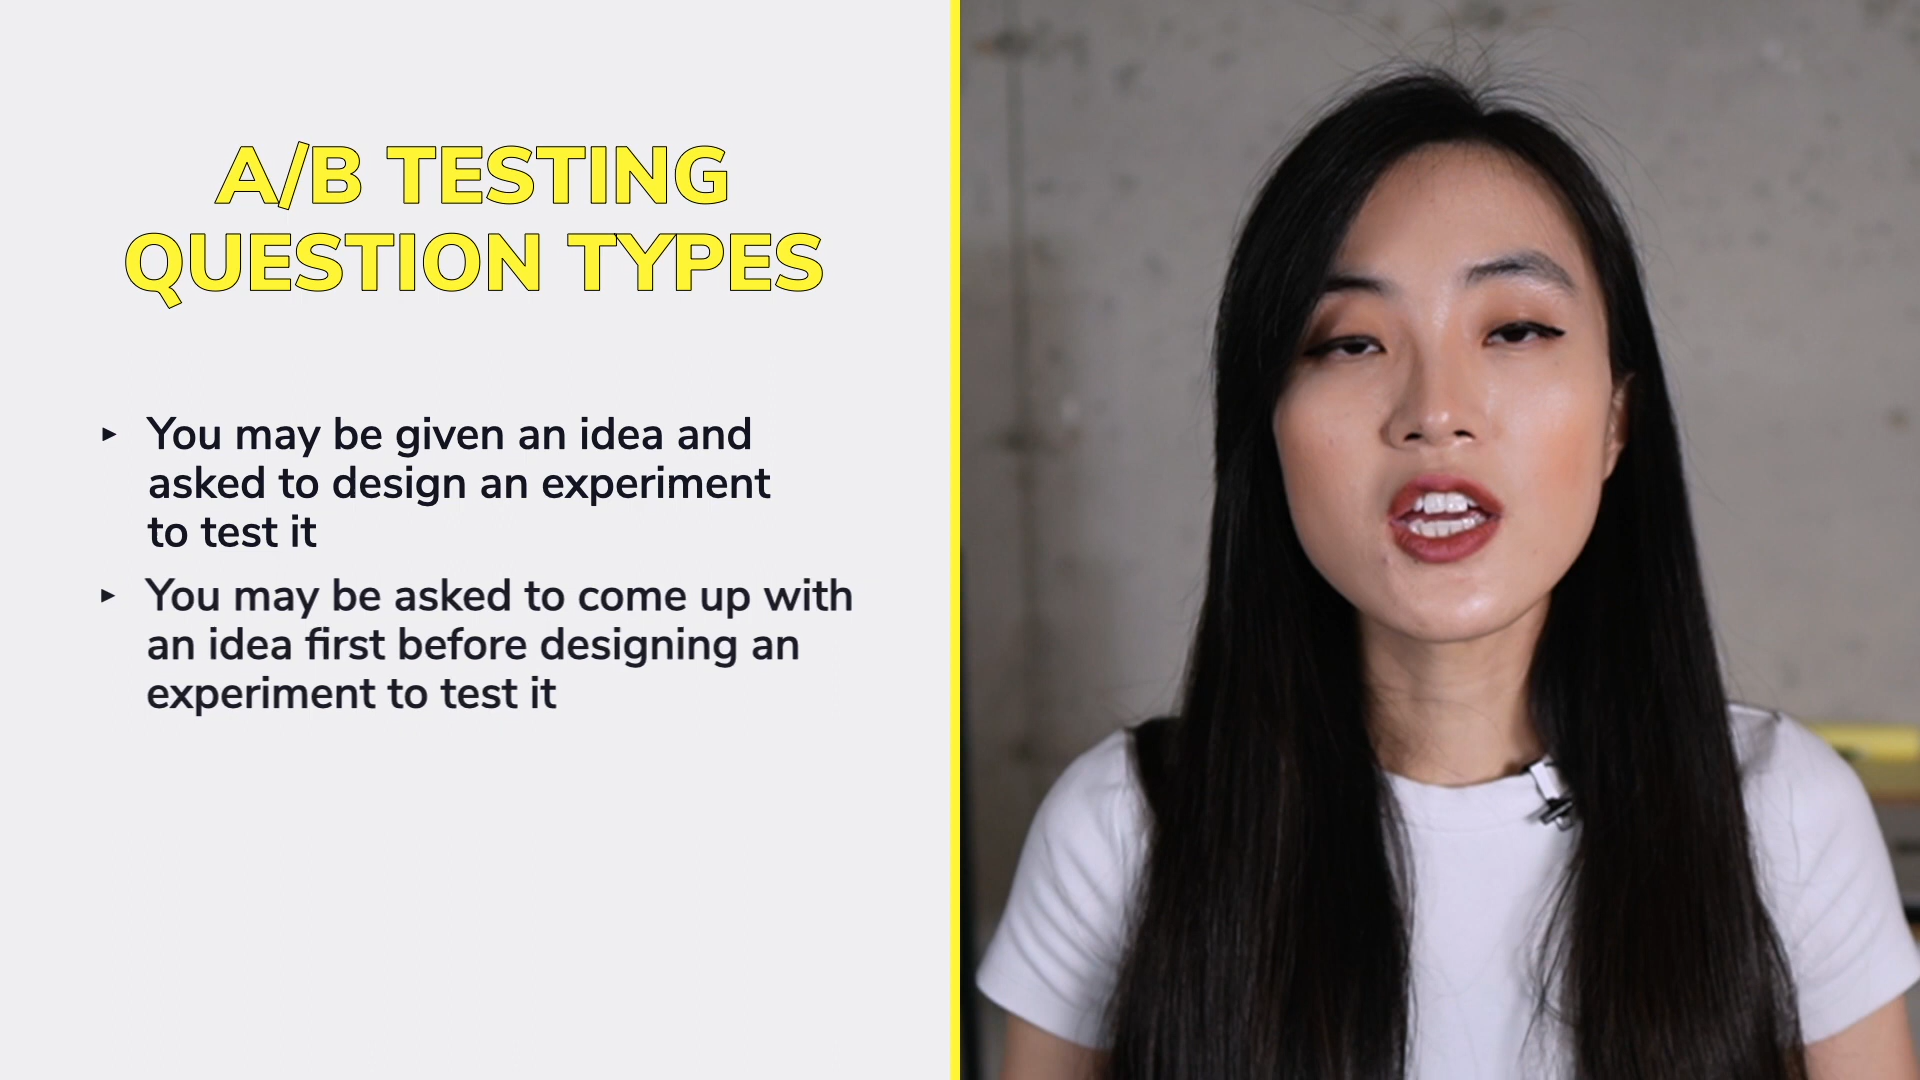 A/B TESTING
QUESTION TYPES
▸ You may be given an idea and
asked to design an experiment
to test it
▸ You may be asked to come up with
an idea first before designing an
experiment to test it